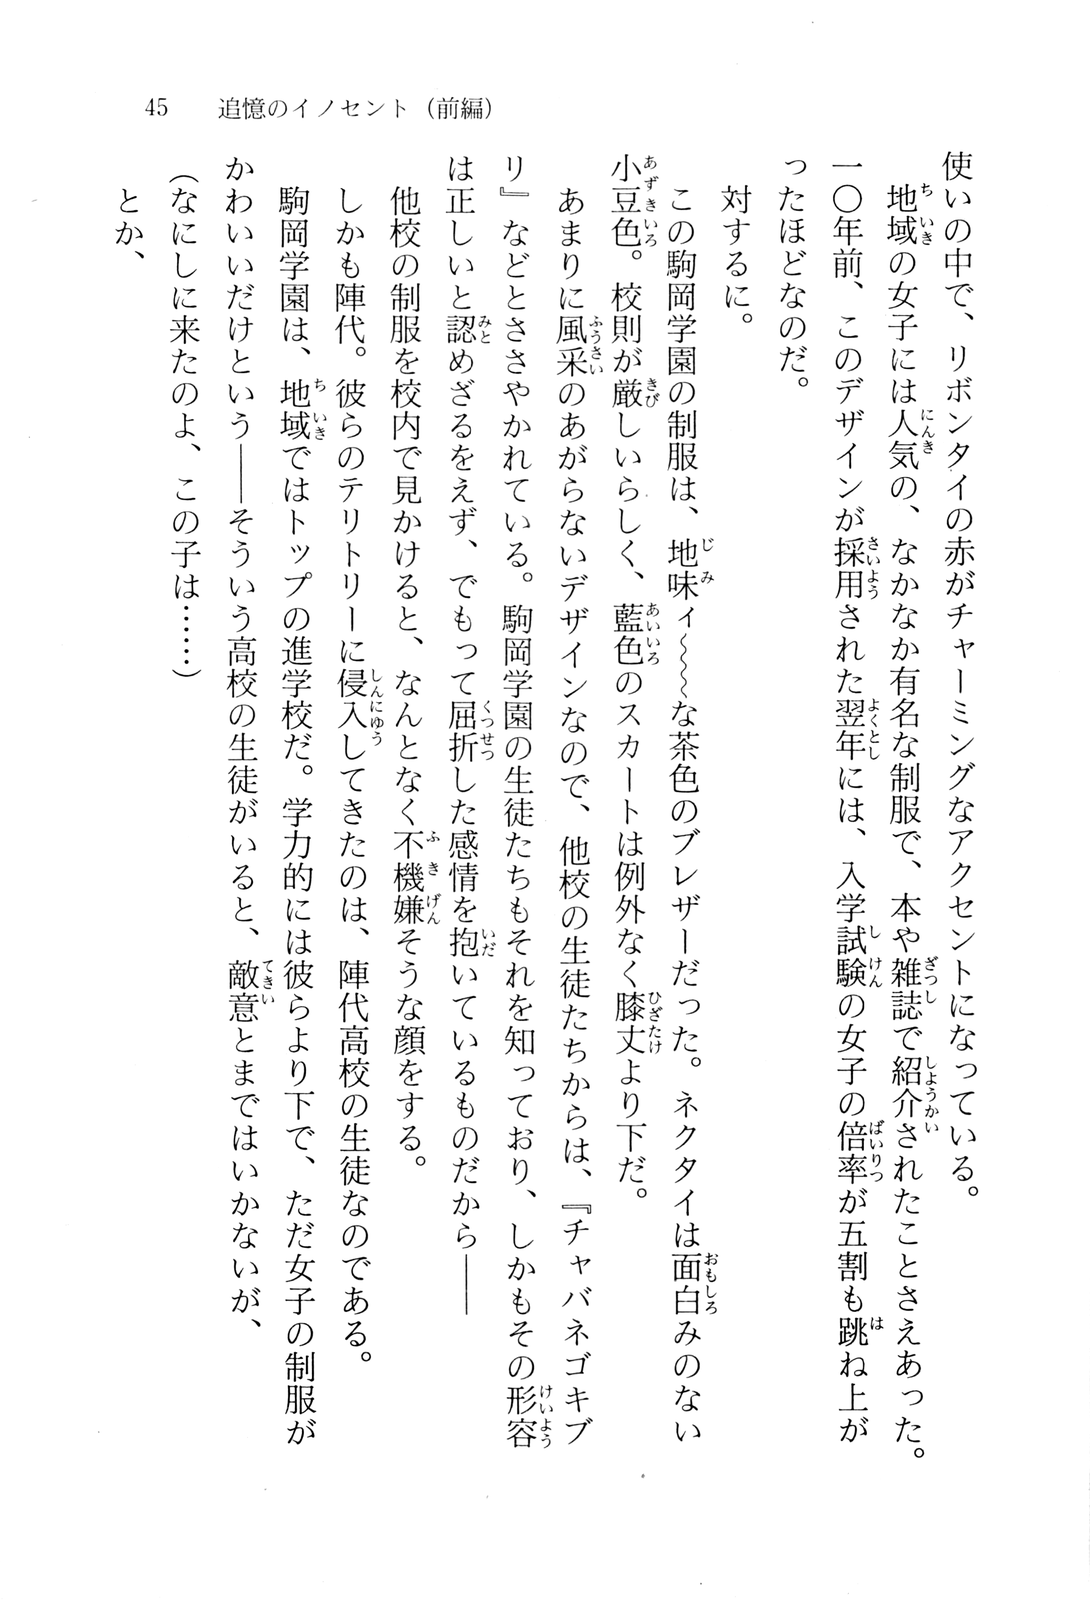 45　追憶のイノセント（前編）
使いの中で、リボンタイの赤がチャーミングなアクセントになっている。
地域の女子には人気の、なかなか有名な制服で、本や雑誌で紹介されたことさえあった。
一〇年前、このデザインが採用された翌年には、入学試験の女子の倍率が五割も跳ね上が
ったほどなのだ。
対するに。
この駒岡学園の制服は、地味ィ〜〜〜な茶色のブレザーだった。ネクタイは面白みのない
小豆色。校則が厳しいらしく、藍色のスカートは例外なく膝丈より下だ。
あまりに風采のあがらないデザインなので、他校の生徒たちからは、『チャバネゴキブ
リ』などとささやかれている。駒岡学園の生徒たちもそれを知っており、しかもその形容
は正しいと認めざるをえず、でもって屈折した感情を抱いているものだから――
他校の制服を校内で見かけると、なんとなく不機嫌そうな顔をする。
しかも陣代。彼らのテリトリーに侵入してきたのは、陣代高校の生徒なのである。
駒岡学園は、地域ではトップの進学校だ。学力的には彼らより下で、ただ女子の制服が
かわいいだけという――そういう高校の生徒がいると、敵意とまではいかないが、
（なにしに来たのよ、この子は……）
とか、